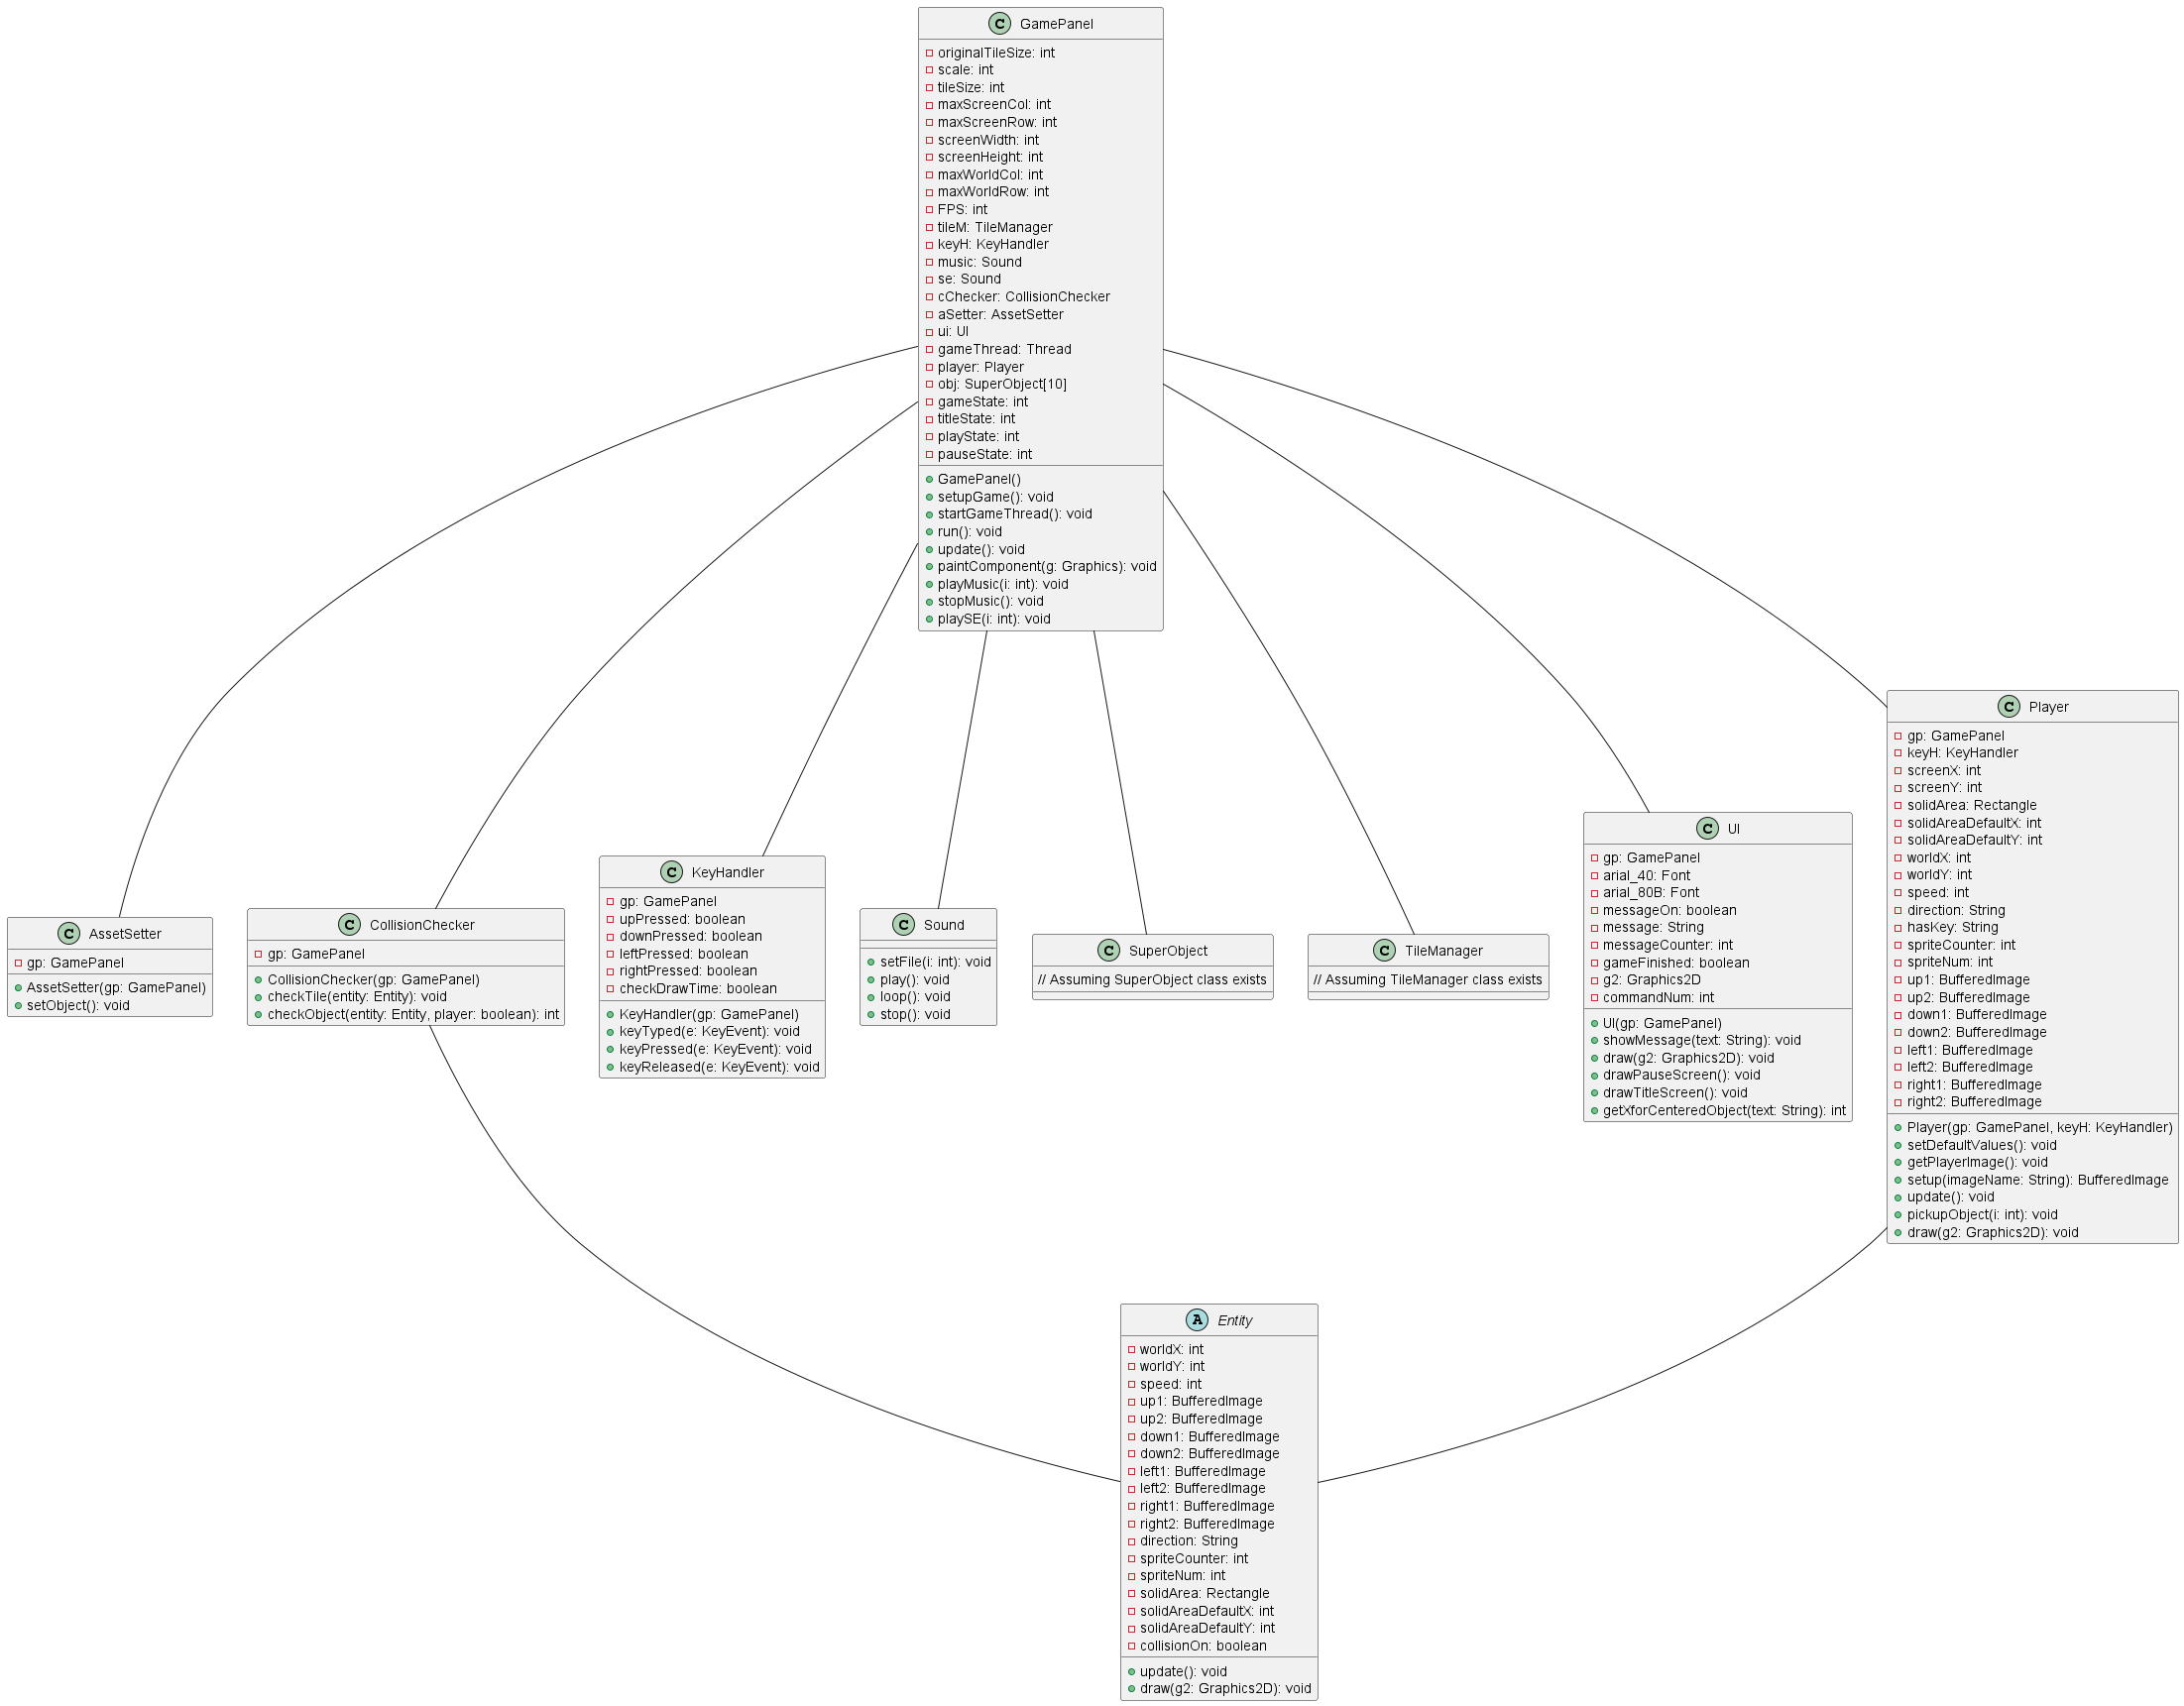 C GamePanel
originalTileSize: int
scale: int
tileSize: int
maxScreenCol: int
maxScreenRow: int
screenWidth: int
screenHeight: int
maxWorldCol: int
maxWorldRow: int
FPS: int
tileM: TileManager
keyH: KeyHandler
music: Sound
se: Sound
cChecker: CollisionChecker
aSetter: AssetSetter
ui: UI
gameThread: Thread
player: Player
obj: SuperObject[10]
gameState: int
titleState: int
playState: int
pauseState: int
GamePanel()
setupGame(): void
startGameThread(): void
run(): void
update(): void
paintComponent(g: Graphics): void
playMusic(i: int): void
stopMusic(): void
playSE(i: int): void
C AssetSetter
gp: GamePanel
AssetSetter(gp: GamePanel)
setObject(): void
C CollisionChecker
gp: GamePanel
CollisionChecker(gp: GamePanel)
checkTile(entity: Entity): void
checkObject(entity: Entity, player: boolean): int
C KeyHandler
gp: GamePanel
upPressed: boolean
downPressed: boolean
leftPressed: boolean
rightPressed: boolean
checkDrawTime: boolean
KeyHandler(gp: GamePanel)
keyTyped(e: KeyEvent): void
keyPressed(e: KeyEvent): void
keyReleased(e: KeyEvent): void
C Sound
setFile(i: int): void
play(): void
loop(): void
stop(): void
C SuperObject
// Assuming SuperObject class exists
C TileManager
// Assuming TileManager class exists
C UI
gp: GamePanel
arial_40: Font
arial_80B: Font
messageOn: boolean
message: String
messageCounter: int
gameFinished: boolean
g2: Graphics2D
commandNum: int
UI(gp: GamePanel)
showMessage(text: String): void
draw(g2: Graphics2D): void
drawPauseScreen(): void
drawTitleScreen(): void
getXforCenteredObject(text: String): int
C Player
gp: GamePanel
keyH: KeyHandler
screenX: int
screenY: int
solidArea: Rectangle
solidAreaDefaultX: int
solidAreaDefaultY: int
worldX: int
worldY: int
speed: int
direction: String
hasKey: String
spriteCounter: int
spriteNum: int
up1: BufferedImage
up2: BufferedImage
down1: BufferedImage
down2: BufferedImage
left1: BufferedImage
left2: BufferedImage
right1: BufferedImage
right2: BufferedImage
Player(gp: GamePanel, keyH: KeyHandler)
setDefaultValues(): void
getPlayerImage(): void
setup(imageName: String): BufferedImage
update(): void
pickupObject(i: int): void
draw(g2: Graphics2D): void
A Entity
worldX: int
worldY: int
speed: int
up1: BufferedImage
up2: BufferedImage
down1: BufferedImage
down2: BufferedImage
left1: BufferedImage
left2: BufferedImage
right1: BufferedImage
right2: BufferedImage
direction: String
spriteCounter: int
spriteNum: int
solidArea: Rectangle
solidAreaDefaultX: int
solidAreaDefaultY: int
collisionOn: boolean
update(): void
draw(g2: Graphics2D): void